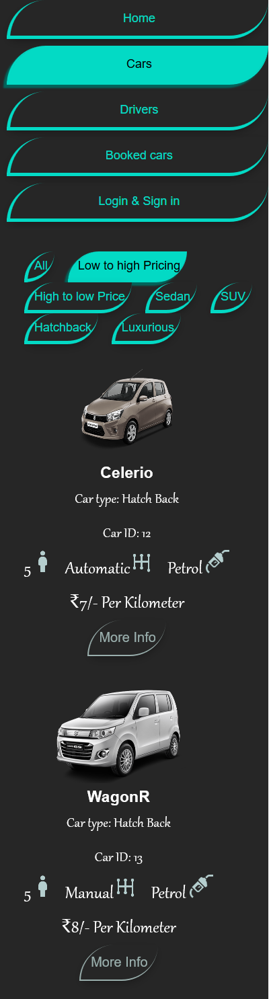 Home
Cars
Drivers
Booked cars
Login & Sign in
All Low to high Pricing
High to low Price Sedan SUV
Hatchback Luxurious
Celerio
Car type: Hatch Back
Car ID: 12
5 Automatic Petrol
₹7/- Per Kilometer
More Info
WagonR
Car type: Hatch Back
Car ID: 13
5 Manual Petrol
₹8/- Per Kilometer
More Info